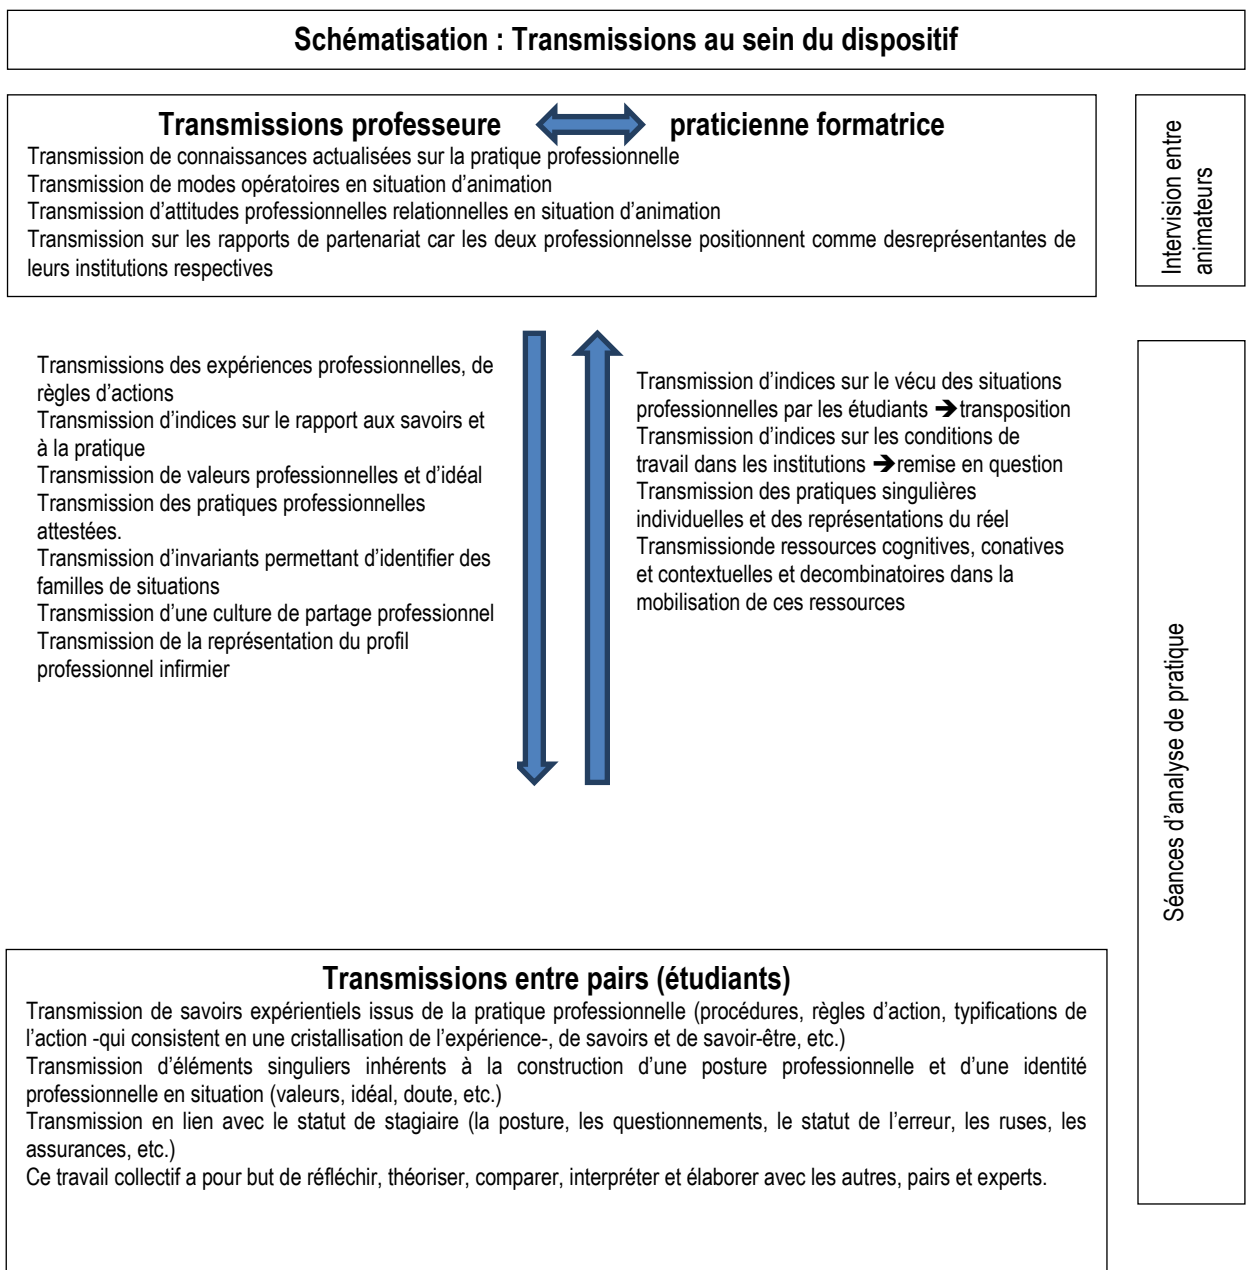 Schématisation : Transmissions au sein du dispositif
Transmissions professeure praticienne formatrice
Transmission de connaissances actualisées sur la pratique professionnelle
Transmission de modes opératoires en situation d’animation
Transmission d’attitudes professionnelles relationnelles en situation d’animation
Transmission sur les rapports de partenariat car les deux professionnelsse positionnent comme desreprésentantes de
leurs institutions respectives
Intervision entre
animateurs
Transmissions des expériences professionnelles, de
règles d’actions
Transmission d’indices sur le rapport aux savoirs et
à la pratique
Transmission de valeurs professionnelles et d’idéal
Transmission des pratiques professionnelles
attestées.
Transmission d’invariants permettant d’identifier des
familles de situations
Transmission d’une culture de partage professionnel
Transmission de la représentation du profil
professionnel infirmier
Transmission d’indices sur le vécu des situations
professionnelles par les étudiants ➔transposition
Transmission d’indices sur les conditions de
travail dans les institutions ➔remise en question
Transmission des pratiques singulières
individuelles et des représentations du réel
Transmissionde ressources cognitives, conatives
et contextuelles et decombinatoires dans la
mobilisation de ces ressources
Séances d’analyse de pratique
Transmissions entre pairs (étudiants)
Transmission de savoirs expérientiels issus de la pratique professionnelle (procédures, règles d’action, typifications de
l’action -qui consistent en une cristallisation de l’expérience-, de savoirs et de savoir-être, etc.)
Transmission d’éléments singuliers inhérents à la construction d’une posture professionnelle et d’une identité
professionnelle en situation (valeurs, idéal, doute, etc.)
Transmission en lien avec le statut de stagiaire (la posture, les questionnements, le statut de l’erreur, les ruses, les
assurances, etc.)
Ce travail collectif a pour but de réfléchir, théoriser, comparer, interpréter et élaborer avec les autres, pairs et experts.